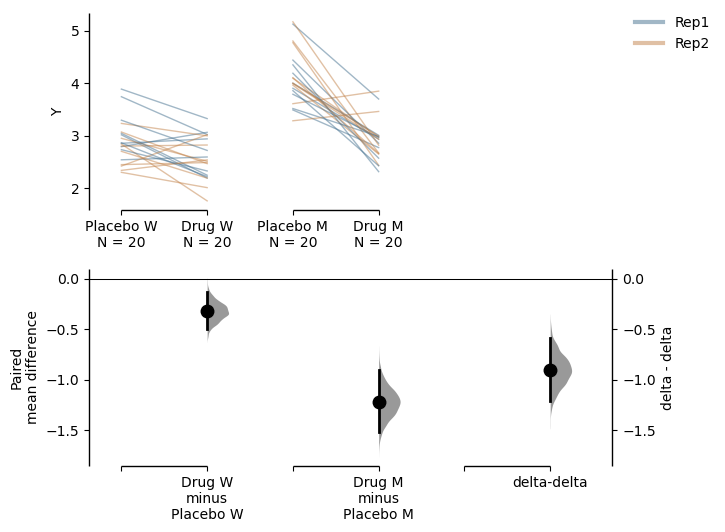 Rep1
Rep2
5
4
3
2
Y
Placebo W
N = 20
Drug W
N = 20
Placebo M
N = 20
Drug M
N = 20
0.0
−0.5
−1.0
−1.5
Paired
mean difference
0.0
−0.5
−1.0
−1.5
delta - delta
Drug W
minus
Placebo W
Drug M
minus
Placebo M
delta-delta